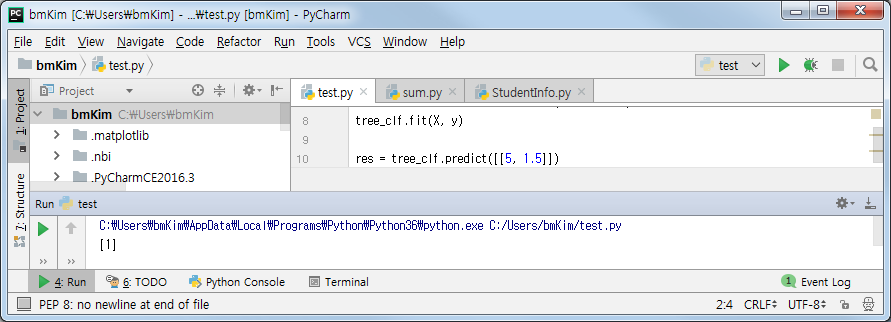 bmKim [C:₩Users₩bmKim] - ...₩test.py [bmKim] - PyCharm
File Edit View Navigate Code Refactor Run Tools VCS Window Help
bmKim test.py test
1: Project
Project
test.py sum.py StudentInfo.py
bmKim C:₩Users₩bmKim
.matplotlib
.nbi
.PyCharmCE2016.3
8 tree_clf.fit(X, y)
9
10 res = tree_clf.predict([[5, 1.5]])
7: Structure
Run test
C:₩Users₩bmKim₩AppData₩Local₩Programs₩Python₩Python36₩python.exe C:/Users/bmKim/test.py
[1]
4: Run 6: TODO Python Console Terminal 1 Event Log
PEP 8: no newline at end of file 2:4 CRLF UTF-8